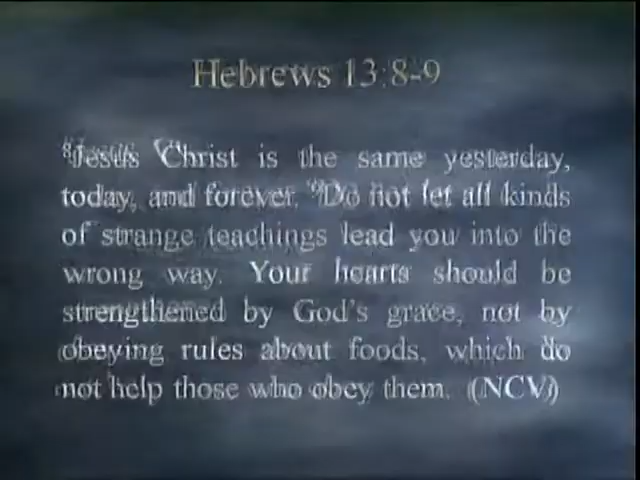 Hebrews 13:8-9
⁸Jesus Christ is the same yesterday,
today, and forever. ⁹Do not let all kinds
of strange teachings lead you into the
wrong way. Your hearts should be
strengthened by God's grace, not by
obeying rules about foods, which do
not help those who obey them. (NCV)